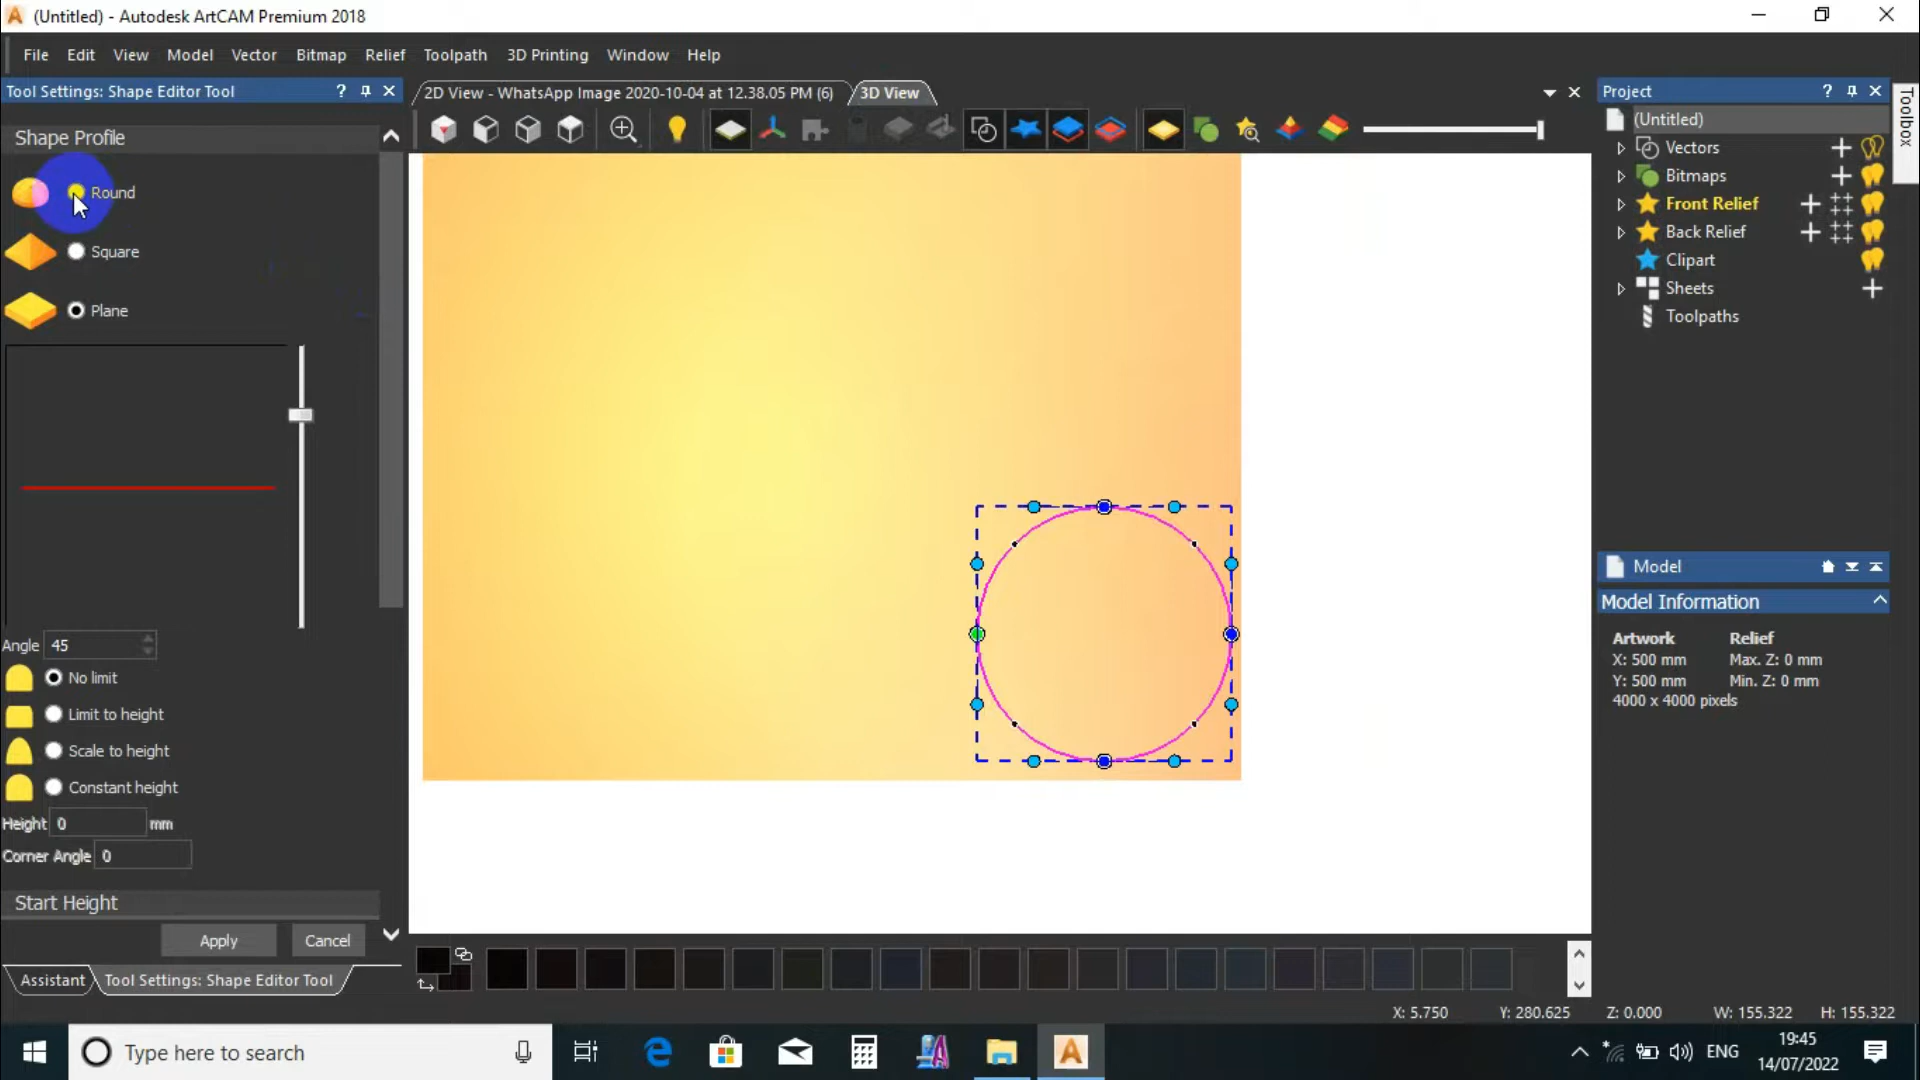 (Untitled) - Autodesk ArtCAM Premium 2018
File Edit View Model Vector Bitmap Relief Toolpath 3D Printing Window Help
Tool Settings: Shape Editor Tool ?
2D View - WhatsApp Image 2020-10-04 at 12.38.05 PM (6) 3D View
Project ?
Toolbox
Shape Profile
Round
Square
Plane
Angle 45
No limit
Limit to height
Scale to height
Constant height
Height 0 mm
Corner Angle 0
Start Height
Apply Cancel
Assistant Tool Settings: Shape Editor Tool
(Untitled)
Vectors
Bitmaps
Front Relief
Back Relief
Clipart
Sheets
Toolpaths
Model
Model Information
Artwork Relief
X: 500 mm Max. Z: 0 mm
Y: 500 mm Min. Z: 0 mm
4000 x 4000 pixels
X: 5.750 Y: 280.625 Z: 0.000 W: 155.322 H: 155.322
Type here to search
ENG
19:45
14/07/2022